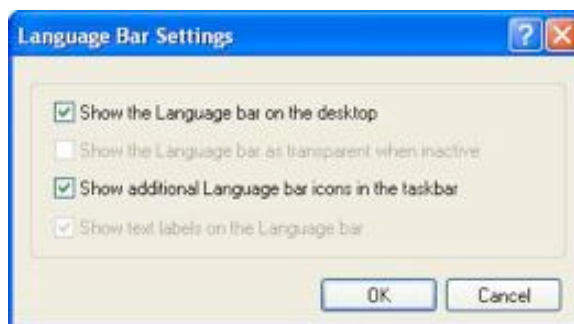 Language Bar Settings
Show the Language bar on the desktop
Show the Language bar as transparent when inactive
Show additional Language bar icons in the taskbar
Show text labels on the Language bar
OK Cancel